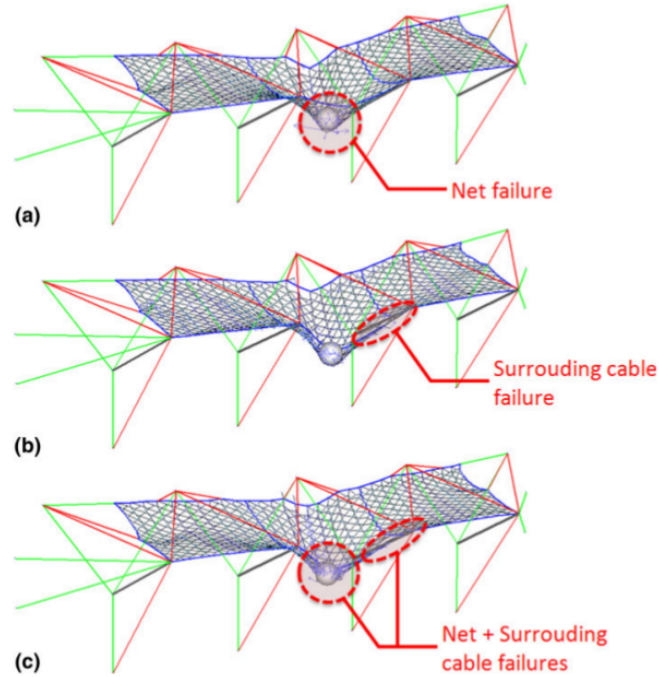 Net failure
(a)
Surrouding cable
failure
(b)
Net + Surrouding
cable failures
(c)